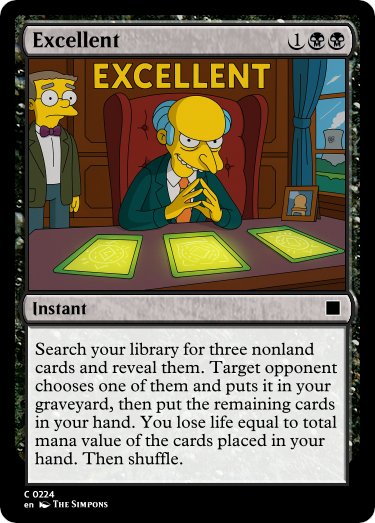 Excellent 1
EXCELLENT
Instant
Search your library for three nonland
cards and reveal them. Target opponent
chooses one of them and puts it in your
graveyard, then put the remaining cards
in your hand. You lose life equal to total
mana value of the cards placed in your
hand. Then shuffle.
C 0224
en The Simpons